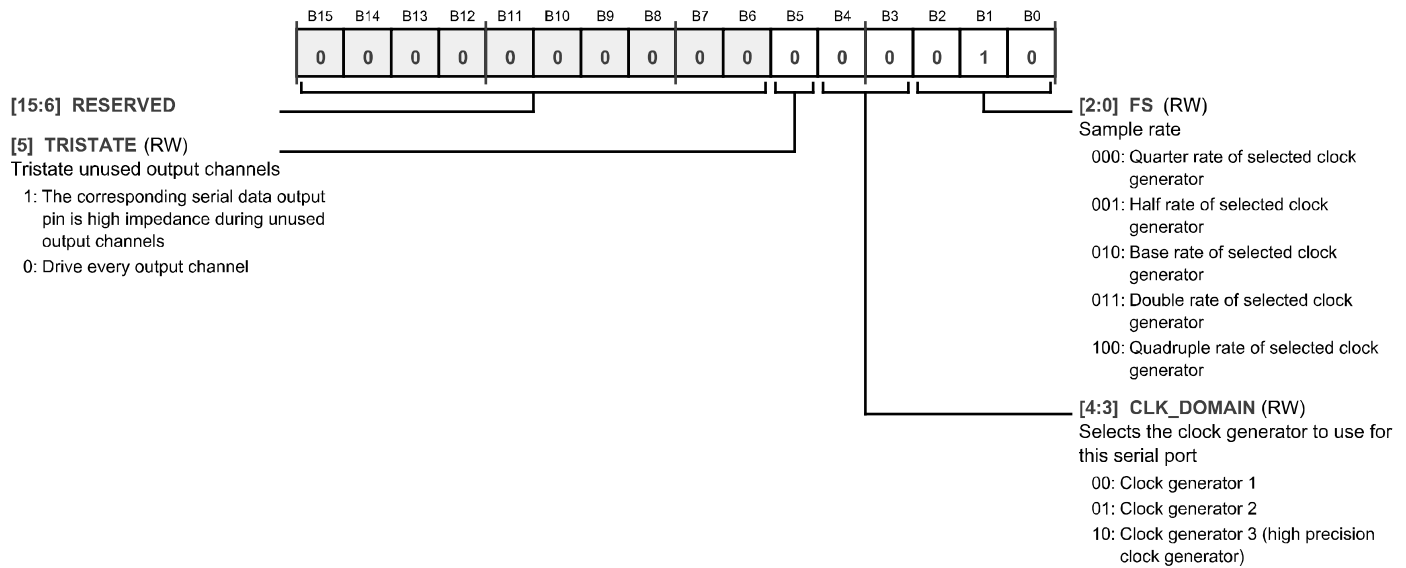 B15 B14 B13 B12 B11 B10 B9 B8 B7 B6 B5 B4 B3 B2 B1 B0
0 0 0 0 0 0 0 0 0 0 0 0 0 0 1 0
[15:6] RESERVED
[5] TRISTATE (RW)
Tristate unused output channels
1: The corresponding serial data output
pin is high impedance during unused
output channels
0: Drive every output channel
[2:0] FS (RW)
Sample rate
000: Quarter rate of selected clock
generator
001: Half rate of selected clock
generator
010: Base rate of selected clock
generator
011: Double rate of selected clock
generator
100: Quadruple rate of selected clock
generator
[4:3] CLK_DOMAIN (RW)
Selects the clock generator to use for
this serial port
00: Clock generator 1
01: Clock generator 2
10: Clock generator 3 (high precision
clock generator)